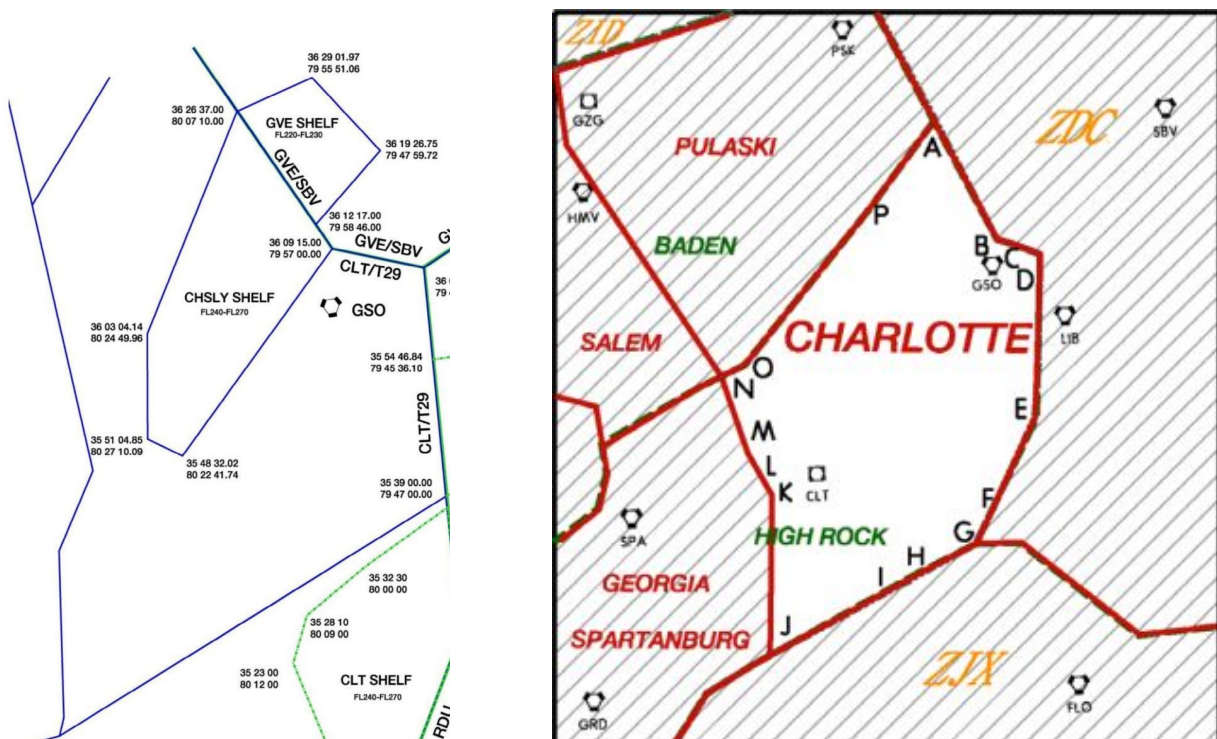 36 29 01.97
79 55 51.06
36 26 37.00
80 07 10.00
GVE SHELF
FL220-FL230
36 19 26.75
79 47 59.72
GVE/SBV
36 12 17.00
79 58 46.00
36 09 15.00
79 57 00.00
GVE/SBV
CLT/T29
CHSLY SHELF
FL240-FL270
GSO
36 03 04.14
80 24 49.96
35 54 46.84
79 45 36.10
CLT/T29
35 51 04.85
80 27 10.09
35 48 32.02
80 22 41.74
35 39 00.00
79 47 00.00
35 32 30
80 00 00
35 28 10
80 09 00
35 23 00
80 12 00
CLT SHELF
FL240-FL270
RDU
ZID
PSK
GZG
ZDC
SBV
PULASKI
A
HMV
P
BADEN
B
C
GSO
D
LIB
SALEM
CHARLOTTE
O
N
E
M
L
K
CLT
F
SPA
HIGH ROCK
G
H
GEORGIA
I
SPARTANBURG
J
ZJX
GRD
FLO